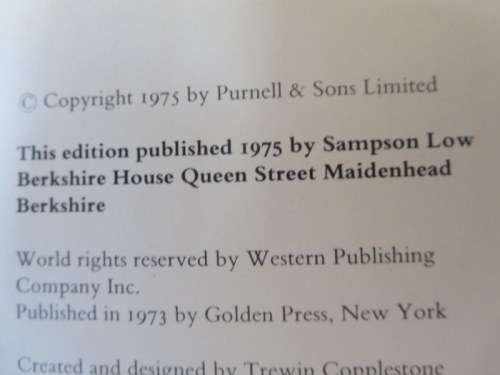 © Copyright 1975 by Purnell & Sons Limited
This edition published 1975 by Sampson Low
Berkshire House Queen Street Maidenhead
Berkshire
World rights reserved by Western Publishing
Company Inc.
Published in 1973 by Golden Press, New York
Created and designed by Trewin Copplestone